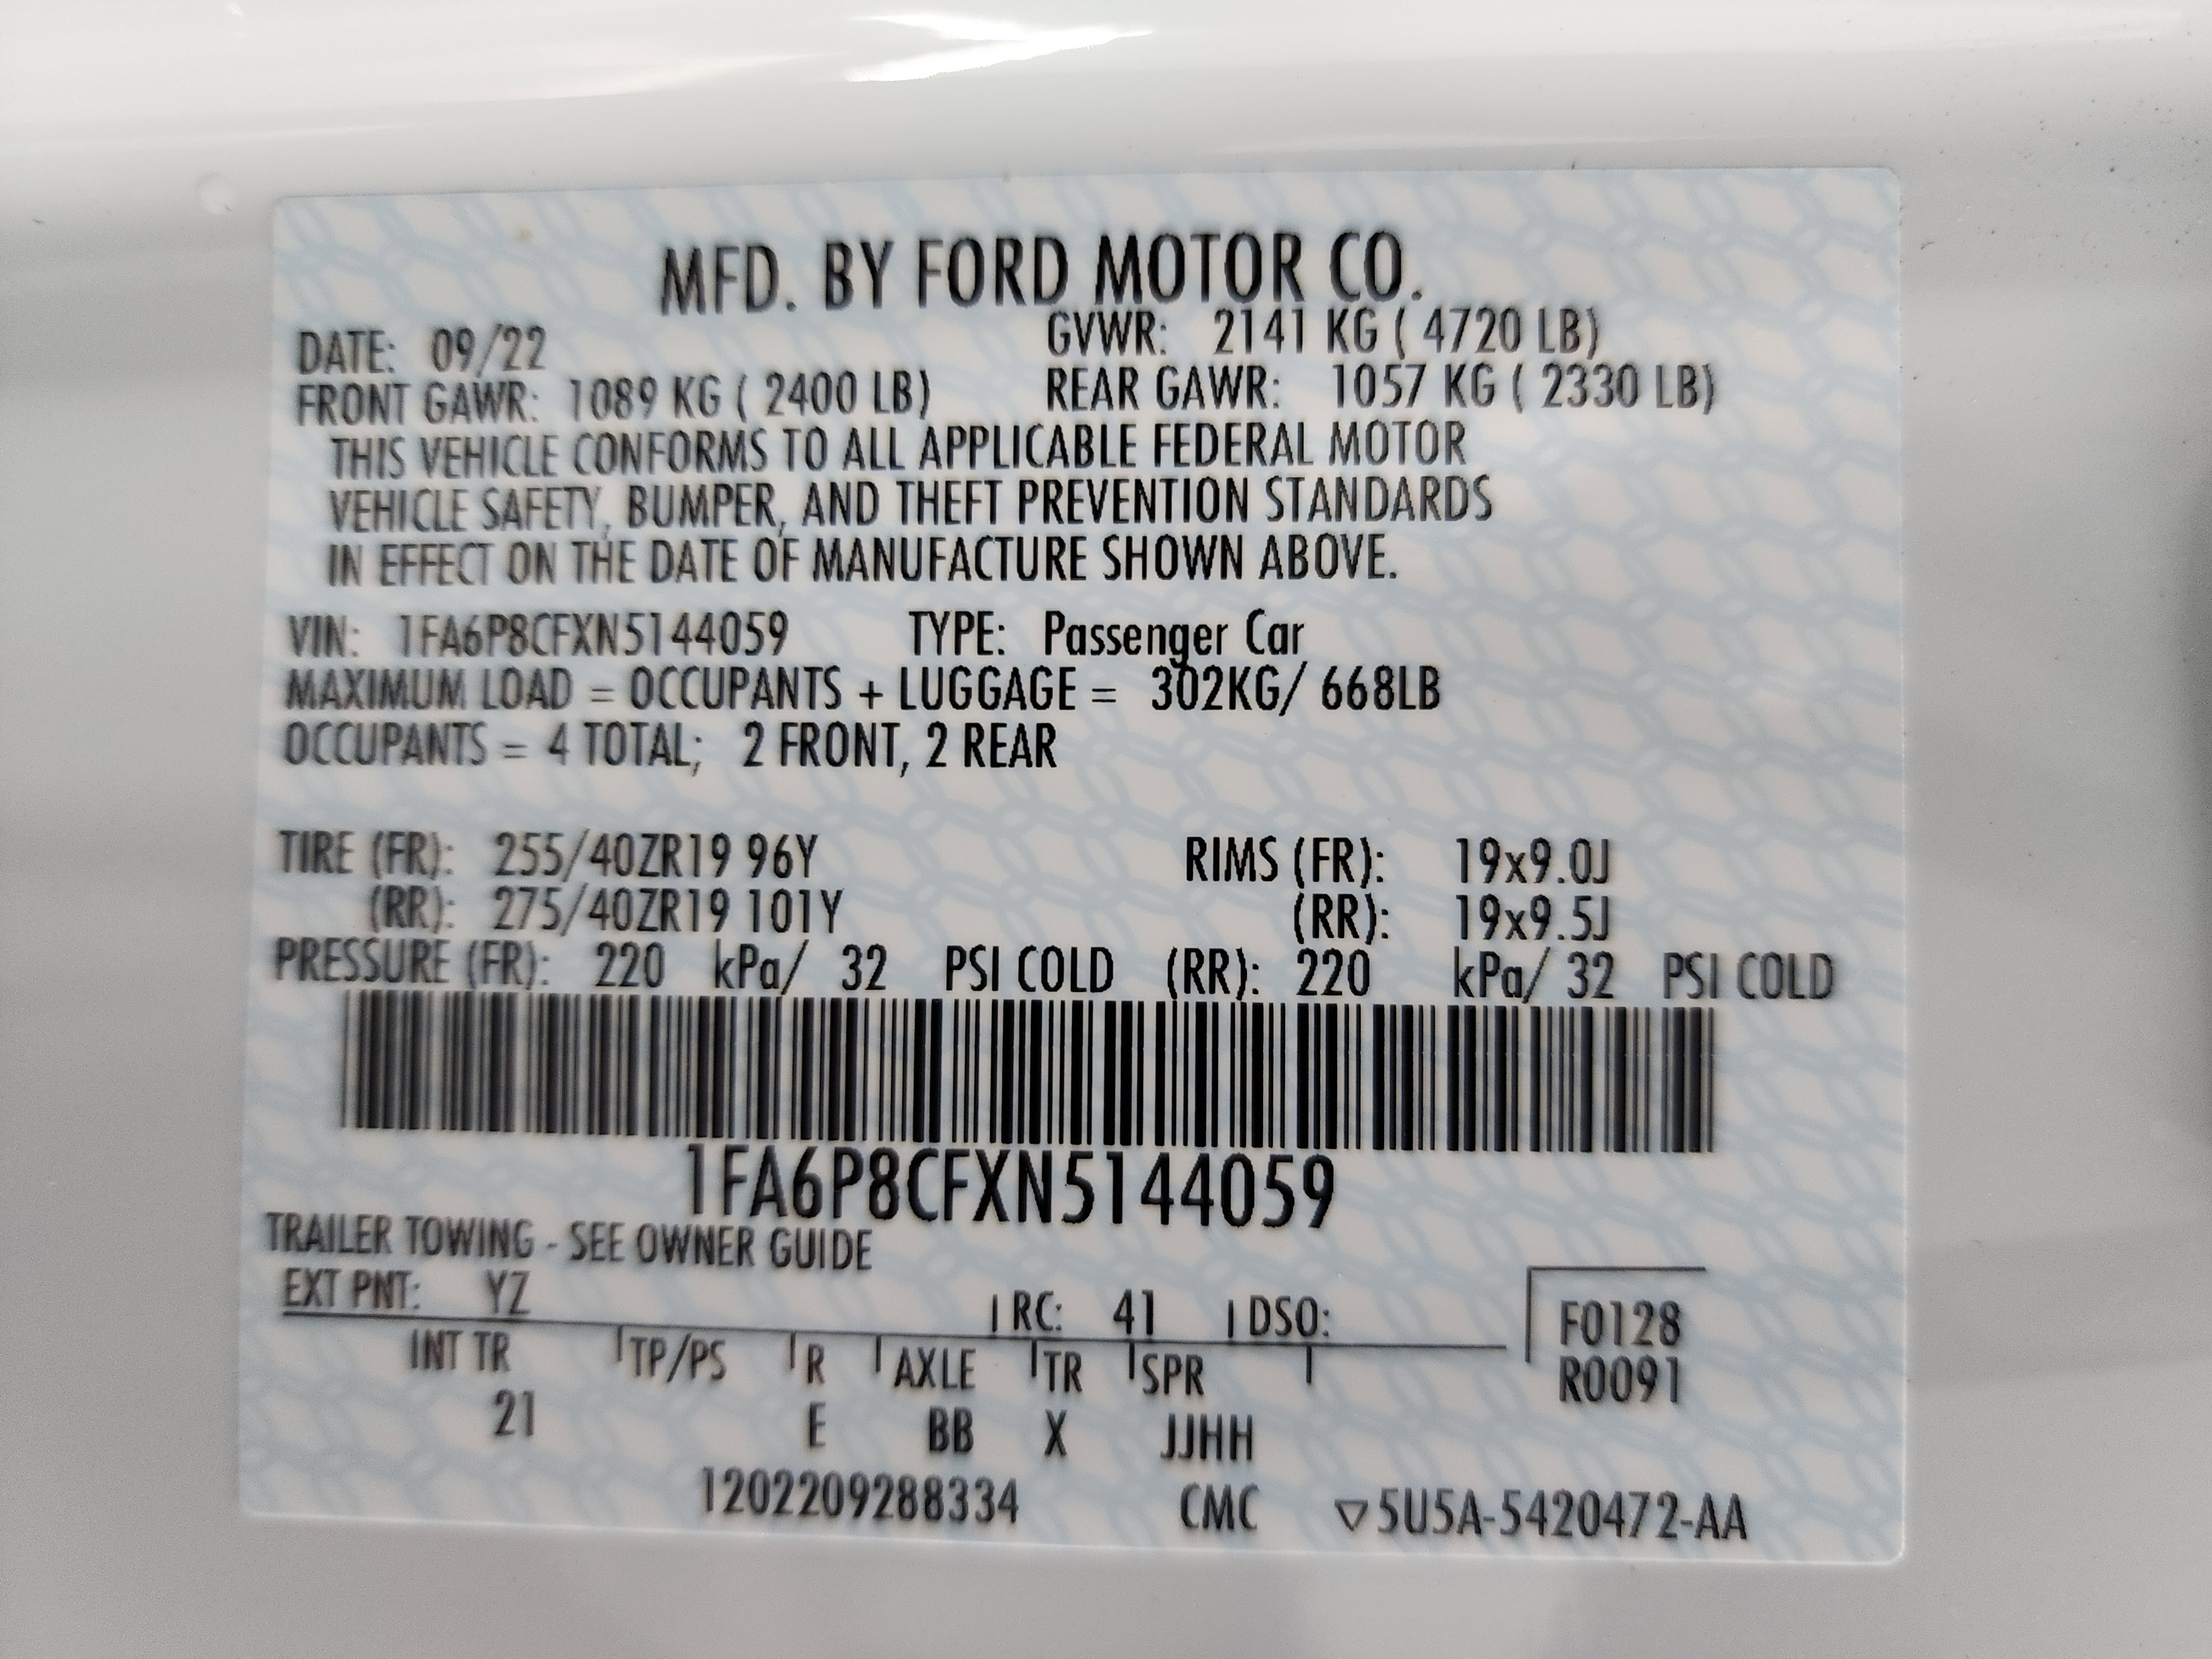 MFD. BY FORD MOTOR CO.
DATE: 09/22 GVWR: 2141 KG ( 4720 LB)
FRONT GAWR: 1089 KG ( 2400 LB) REAR GAWR: 1057 KG ( 2330 LB)
THIS VEHICLE CONFORMS TO ALL APPLICABLE FEDERAL MOTOR
VEHICLE SAFETY, BUMPER, AND THEFT PREVENTION STANDARDS
IN EFFECT ON THE DATE OF MANUFACTURE SHOWN ABOVE.
VIN: 1FA6P8CFXN5144059 TYPE: Passenger Car
MAXIMUM LOAD = OCCUPANTS + LUGGAGE = 302KG/ 668LB
OCCUPANTS = 4 TOTAL; 2 FRONT, 2 REAR
TIRE (FR): 255/40ZR19 96Y RIMS (FR): 19x9.0J
(RR): 275/40ZR19 101Y (RR): 19x9.5J
PRESSURE (FR): 220 kPa/ 32 PSI COLD (RR): 220 kPa/ 32 PSI COLD
1FA6P8CFXN5144059
TRAILER TOWING - SEE OWNER GUIDE
EXT PNT: YZ RC: 41 DSO: F0128
INT TR TP/PS R AXLE TR SPR R0091
21 E BB X JJHH
1202209288334 CMC ▽5U5A-5420472-AA